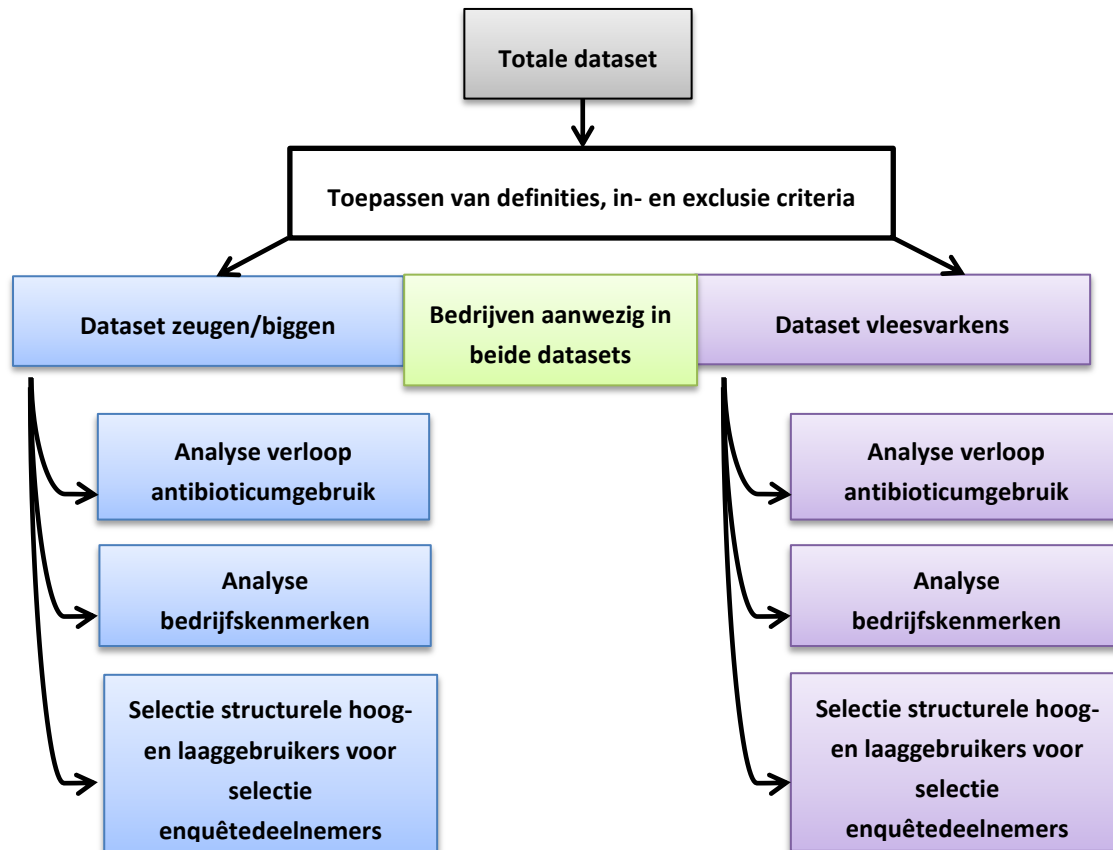 Totale dataset
Toepassen van definities, in- en exclusie criteria
Dataset zeugen/biggen
Bedrijven aanwezig in
beide datasets
Dataset vleesvarkens
Analyse verloop
antibioticumgebruik
Analyse
bedrijfskenmerken
Selectie structurele hoog-
en laaggebruikers voor
selectie
enquêtedeelnemers
Analyse verloop
antibioticumgebruik
Analyse
bedrijfskenmerken
Selectie structurele hoog-
en laaggebruikers voor
selectie
enquêtedeelnemers